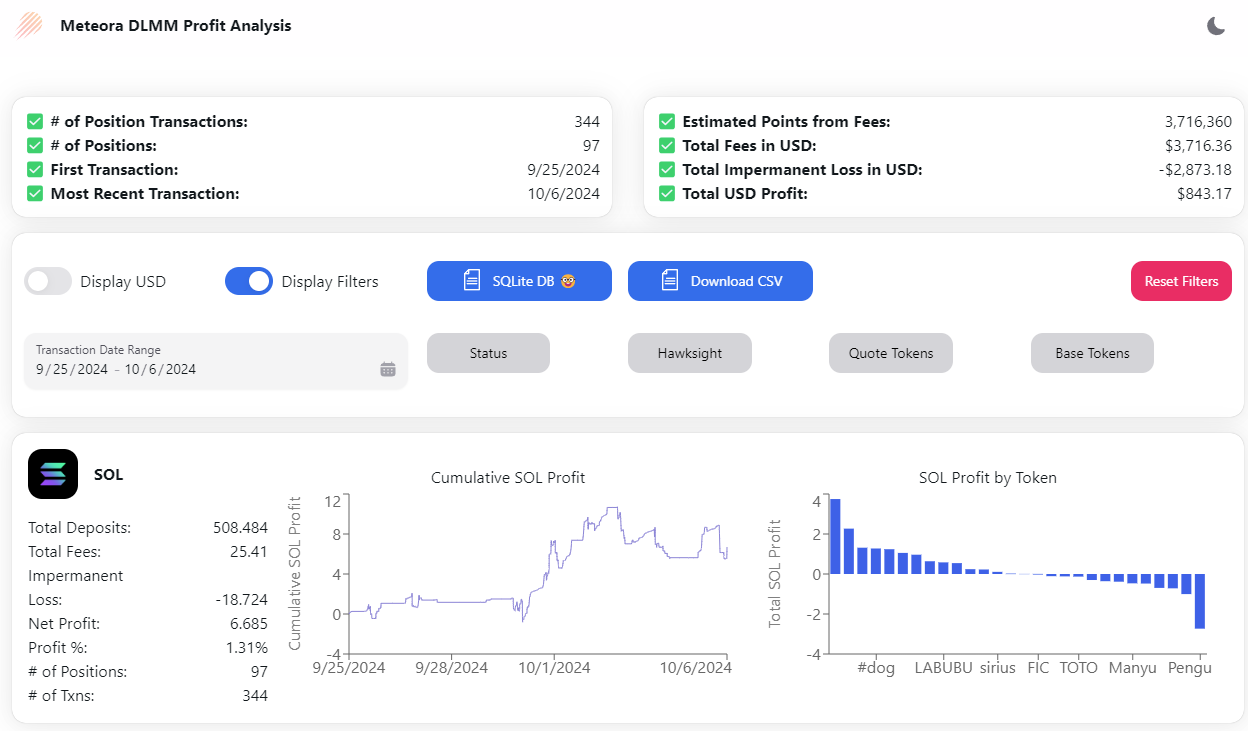 Meteora DLMM Profit Analysis
# of Position Transactions: 344
# of Positions: 97
First Transaction: 9/25/2024
Most Recent Transaction: 10/6/2024
Estimated Points from Fees: 3,716,360
Total Fees in USD: $3,716.36
Total Impermanent Loss in USD: -$2,873.18
Total USD Profit: $843.17
Display USD
Display Filters
SQLite DB 🤓
Download CSV
Reset Filters
Transaction Date Range
9/25/2024 - 10/6/2024
Status
Hawksight
Quote Tokens
Base Tokens
SOL
Total Deposits: 508.484
Total Fees: 25.41
Impermanent
Loss: -18.724
Net Profit: 6.685
Profit %: 1.31%
# of Positions: 97
# of Txns: 344
Cumulative SOL Profit
Cumulative SOL Profit
12
8
4
0
-4
9/25/2024 9/28/2024 10/1/2024 10/6/2024
SOL Profit by Token
Total SOL Profit
4
2
0
-2
-4
#dog LABUBU sirius FIC TOTO Manyu Pengu